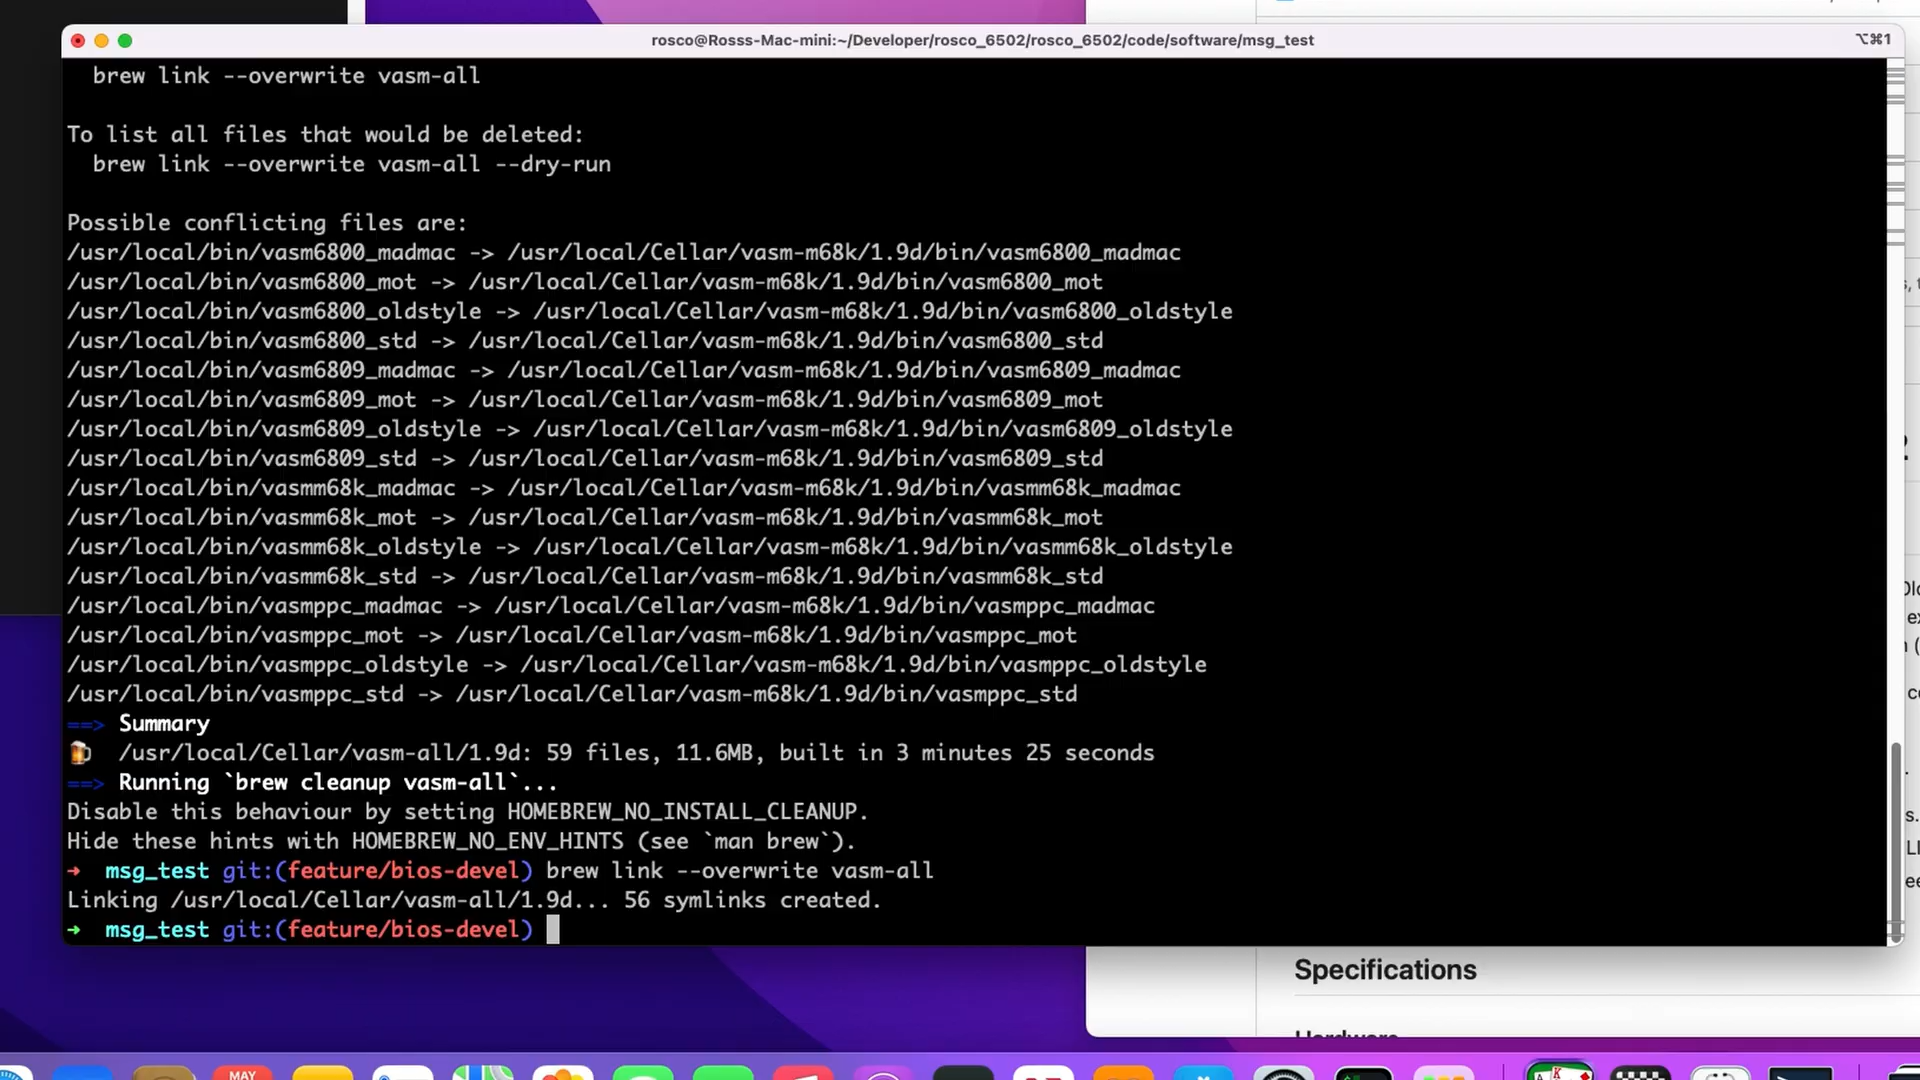 rosco@Rosss-Mac-mini:~/Developer/rosco_6502/rosco_6502/code/software/msg_test
⌥⌘1
brew link --overwrite vasm-all
To list all files that would be deleted:
brew link --overwrite vasm-all --dry-run
Possible conflicting files are:
/usr/local/bin/vasm6800_madmac -> /usr/local/Cellar/vasm-m68k/1.9d/bin/vasm6800_madmac
/usr/local/bin/vasm6800_mot -> /usr/local/Cellar/vasm-m68k/1.9d/bin/vasm6800_mot
/usr/local/bin/vasm6800_oldstyle -> /usr/local/Cellar/vasm-m68k/1.9d/bin/vasm6800_oldstyle
/usr/local/bin/vasm6800_std -> /usr/local/Cellar/vasm-m68k/1.9d/bin/vasm6800_std
/usr/local/bin/vasm6809_madmac -> /usr/local/Cellar/vasm-m68k/1.9d/bin/vasm6809_madmac
/usr/local/bin/vasm6809_mot -> /usr/local/Cellar/vasm-m68k/1.9d/bin/vasm6809_mot
/usr/local/bin/vasm6809_oldstyle -> /usr/local/Cellar/vasm-m68k/1.9d/bin/vasm6809_oldstyle
/usr/local/bin/vasm6809_std -> /usr/local/Cellar/vasm-m68k/1.9d/bin/vasm6809_std
/usr/local/bin/vasmm68k_madmac -> /usr/local/Cellar/vasm-m68k/1.9d/bin/vasmm68k_madmac
/usr/local/bin/vasmm68k_mot -> /usr/local/Cellar/vasm-m68k/1.9d/bin/vasmm68k_mot
/usr/local/bin/vasmm68k_oldstyle -> /usr/local/Cellar/vasm-m68k/1.9d/bin/vasmm68k_oldstyle
/usr/local/bin/vasmm68k_std -> /usr/local/Cellar/vasm-m68k/1.9d/bin/vasmm68k_std
/usr/local/bin/vasmppc_madmac -> /usr/local/Cellar/vasm-m68k/1.9d/bin/vasmppc_madmac
/usr/local/bin/vasmppc_mot -> /usr/local/Cellar/vasm-m68k/1.9d/bin/vasmppc_mot
/usr/local/bin/vasmppc_oldstyle -> /usr/local/Cellar/vasm-m68k/1.9d/bin/vasmppc_oldstyle
/usr/local/bin/vasmppc_std -> /usr/local/Cellar/vasm-m68k/1.9d/bin/vasmppc_std
==> Summary
🍺 /usr/local/Cellar/vasm-all/1.9d: 59 files, 11.6MB, built in 3 minutes 25 seconds
==> Running `brew cleanup vasm-all`...
Disable this behaviour by setting HOMEBREW_NO_INSTALL_CLEANUP.
Hide these hints with HOMEBREW_NO_ENV_HINTS (see `man brew`).
➜ msg_test git:(feature/bios-devel) brew link --overwrite vasm-all
Linking /usr/local/Cellar/vasm-all/1.9d... 56 symlinks created.
➜ msg_test git:(feature/bios-devel)
Specifications
Hardware
MAY